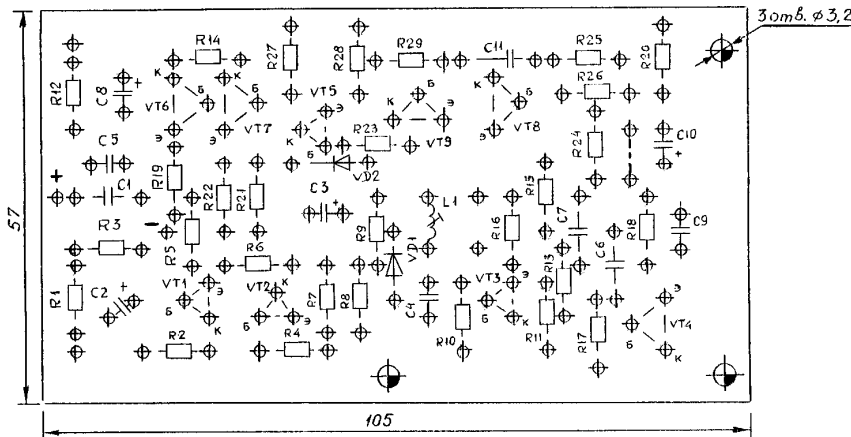 3 отв. ф3,2
R14
R27
R28
R29
C11
R25
R20
К
К
К
R12
C8
+
Б
Б
VT5
Э
К
Б
R26
VT6
VT7
VT9
Э
VT8
Э
Э
К
Б
R23
Э
R24
C10
+
C5
VD2
+
C1
R19
R22
R21
C3
+
L1
R15
57
R3
–
R5
R9
R16
C7
R18
C9
R6
VD1
R13
C6
R1
C2
+
VT1
Э
Б
К
VT2
К
Б
Э
R7
R8
C4
VT3
Э
Б
К
R10
R11
R17
Э
Б
VT4
К
R2
R4
105